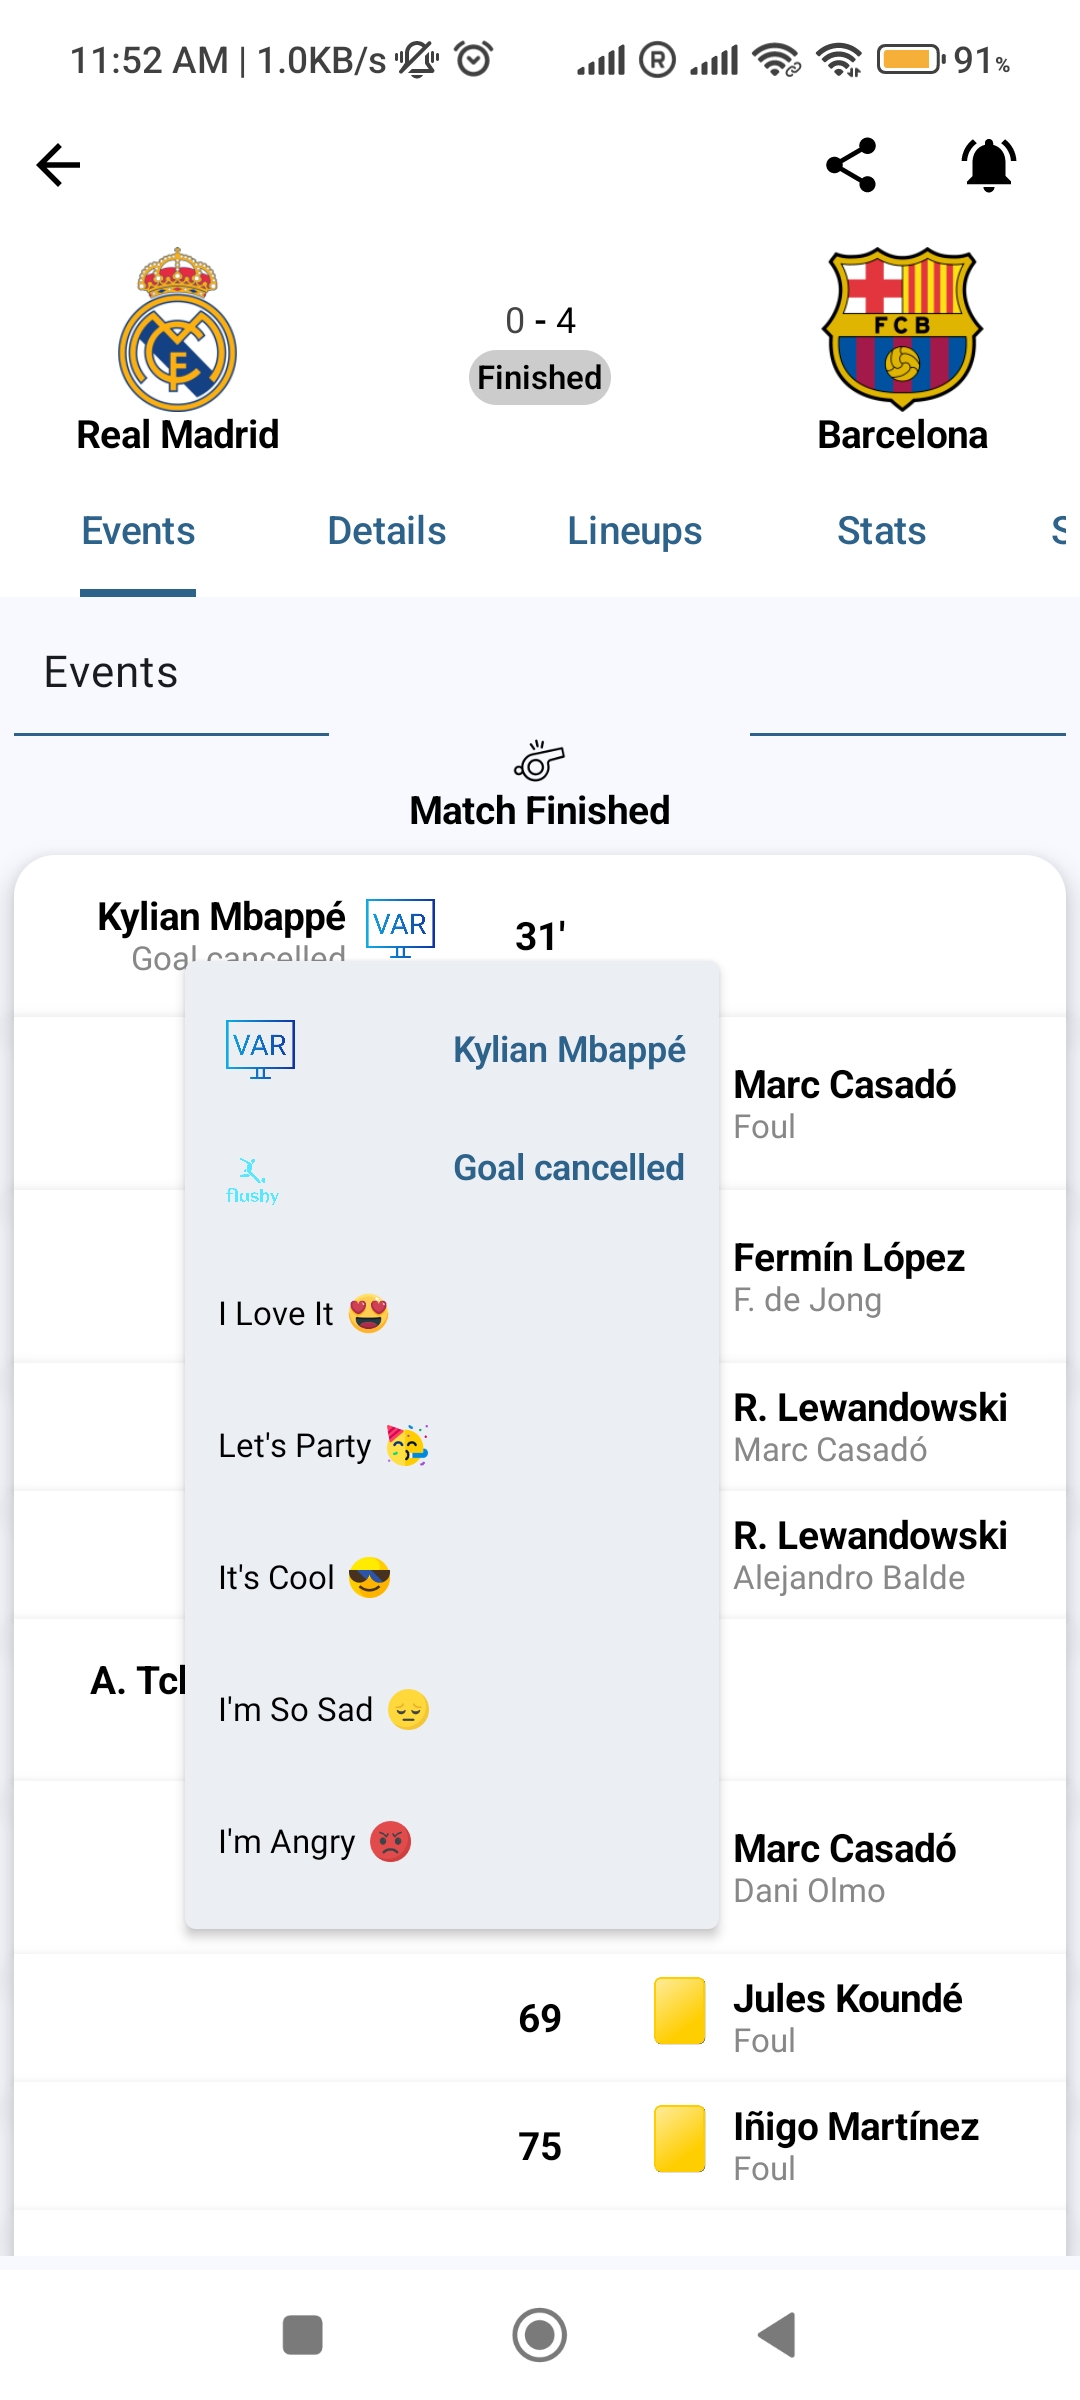 11:52 AM | 1.0KB/s R 91%
FCB
0 - 4
Finished
Real Madrid
Barcelona
Events Details Lineups Stats S
Events
Match Finished
Kylian Mbappé VAR 31'
Goal cancelled
VAR Kylian Mbappé
Marc Casadó
Foul
flushy Goal cancelled
Fermín López
F. de Jong
I Love It 😍
R. Lewandowski
Marc Casadó
Let's Party 🥳
R. Lewandowski
Alejandro Balde
It's Cool 😎
A. Tcl
I'm So Sad 😔
I'm Angry 😡
Marc Casadó
Dani Olmo
69 Jules Koundé
Foul
75 Iñigo Martínez
Foul